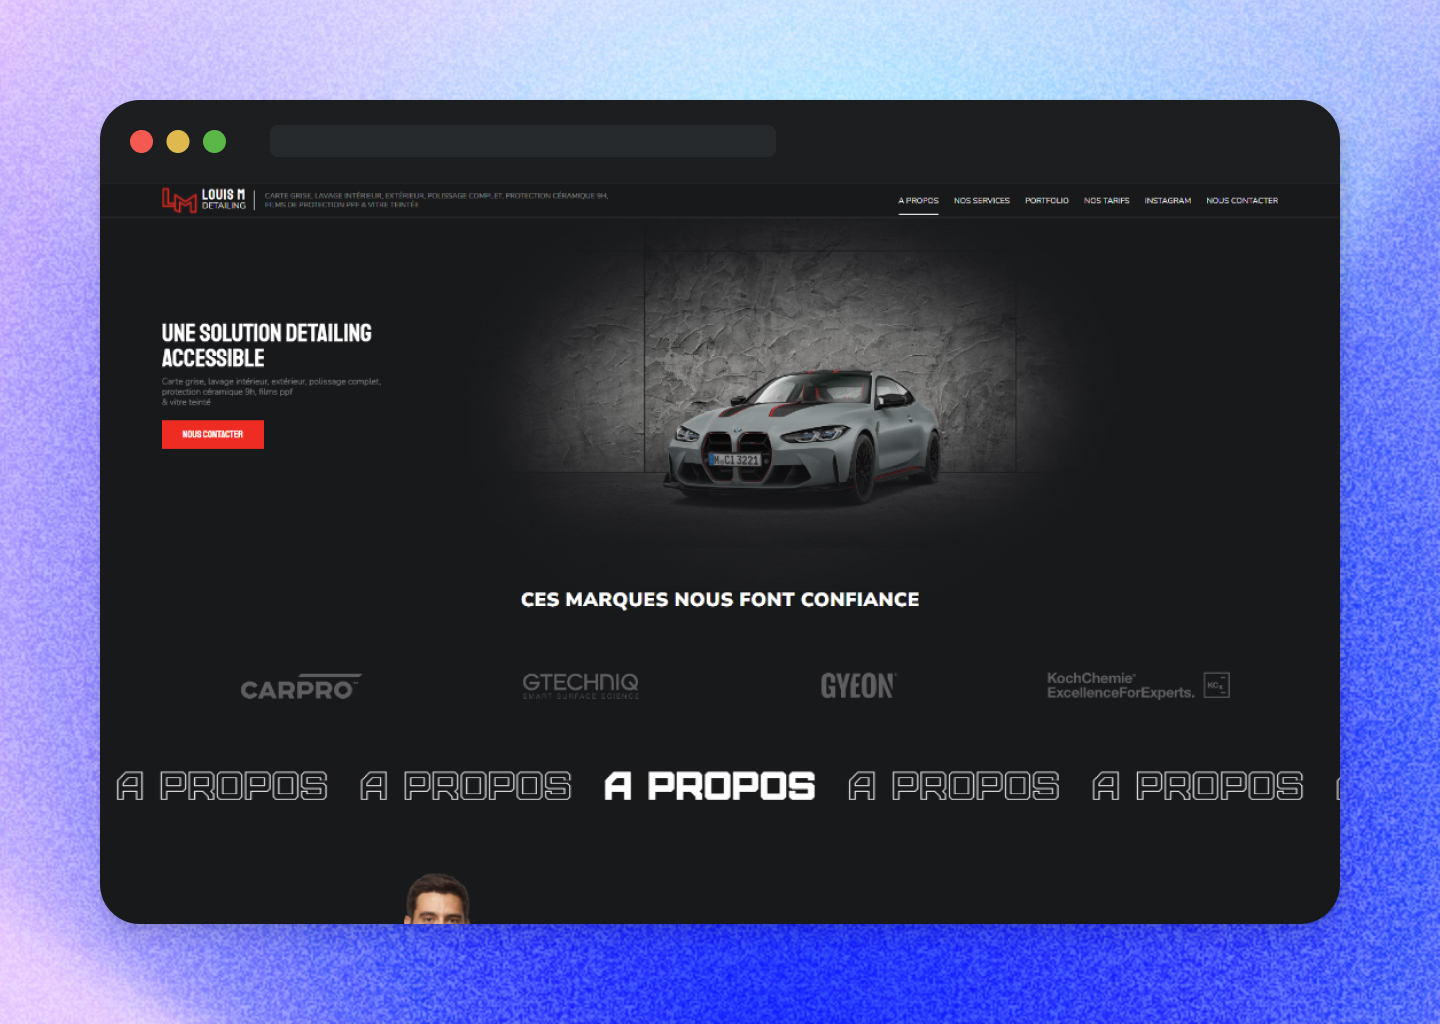 LOUIS M
DETAILING
CARTE GRISE, LAVAGE INTÉRIEUR, EXTÉRIEUR, POLISSAGE COMPLET, PROTECTION CÉRAMIQUE 9H,
FILMS DE PROTECTION PPF & VITRE TEINTÉE
A PROPOS
NOS SERVICES
PORTFOLIO
NOS TARIFS
INSTAGRAM
NOUS CONTACTER
UNE SOLUTION DETAILING
ACCESSIBLE
Carte grise, lavage intérieur, extérieur, polissage complet,
protection céramique 9h, films ppf
& vitre teinté
NOUS CONTACTER
CI 3221
CES MARQUES NOUS FONT CONFIANCE
CARPRO™
GTECHNIQ
SMART SURFACE SCIENCE
GYEON
KochChemie®
ExcellenceForExperts.
KC
A PROPOS A PROPOS A PROPOS A PROPOS A PROPOS